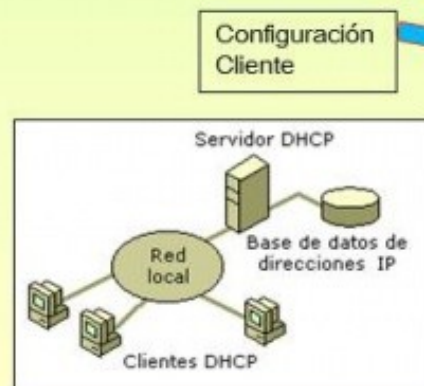 Configuración
Cliente
Servidor DHCP
Base de datos de
direcciones IP
Red
local
Clientes DHCP